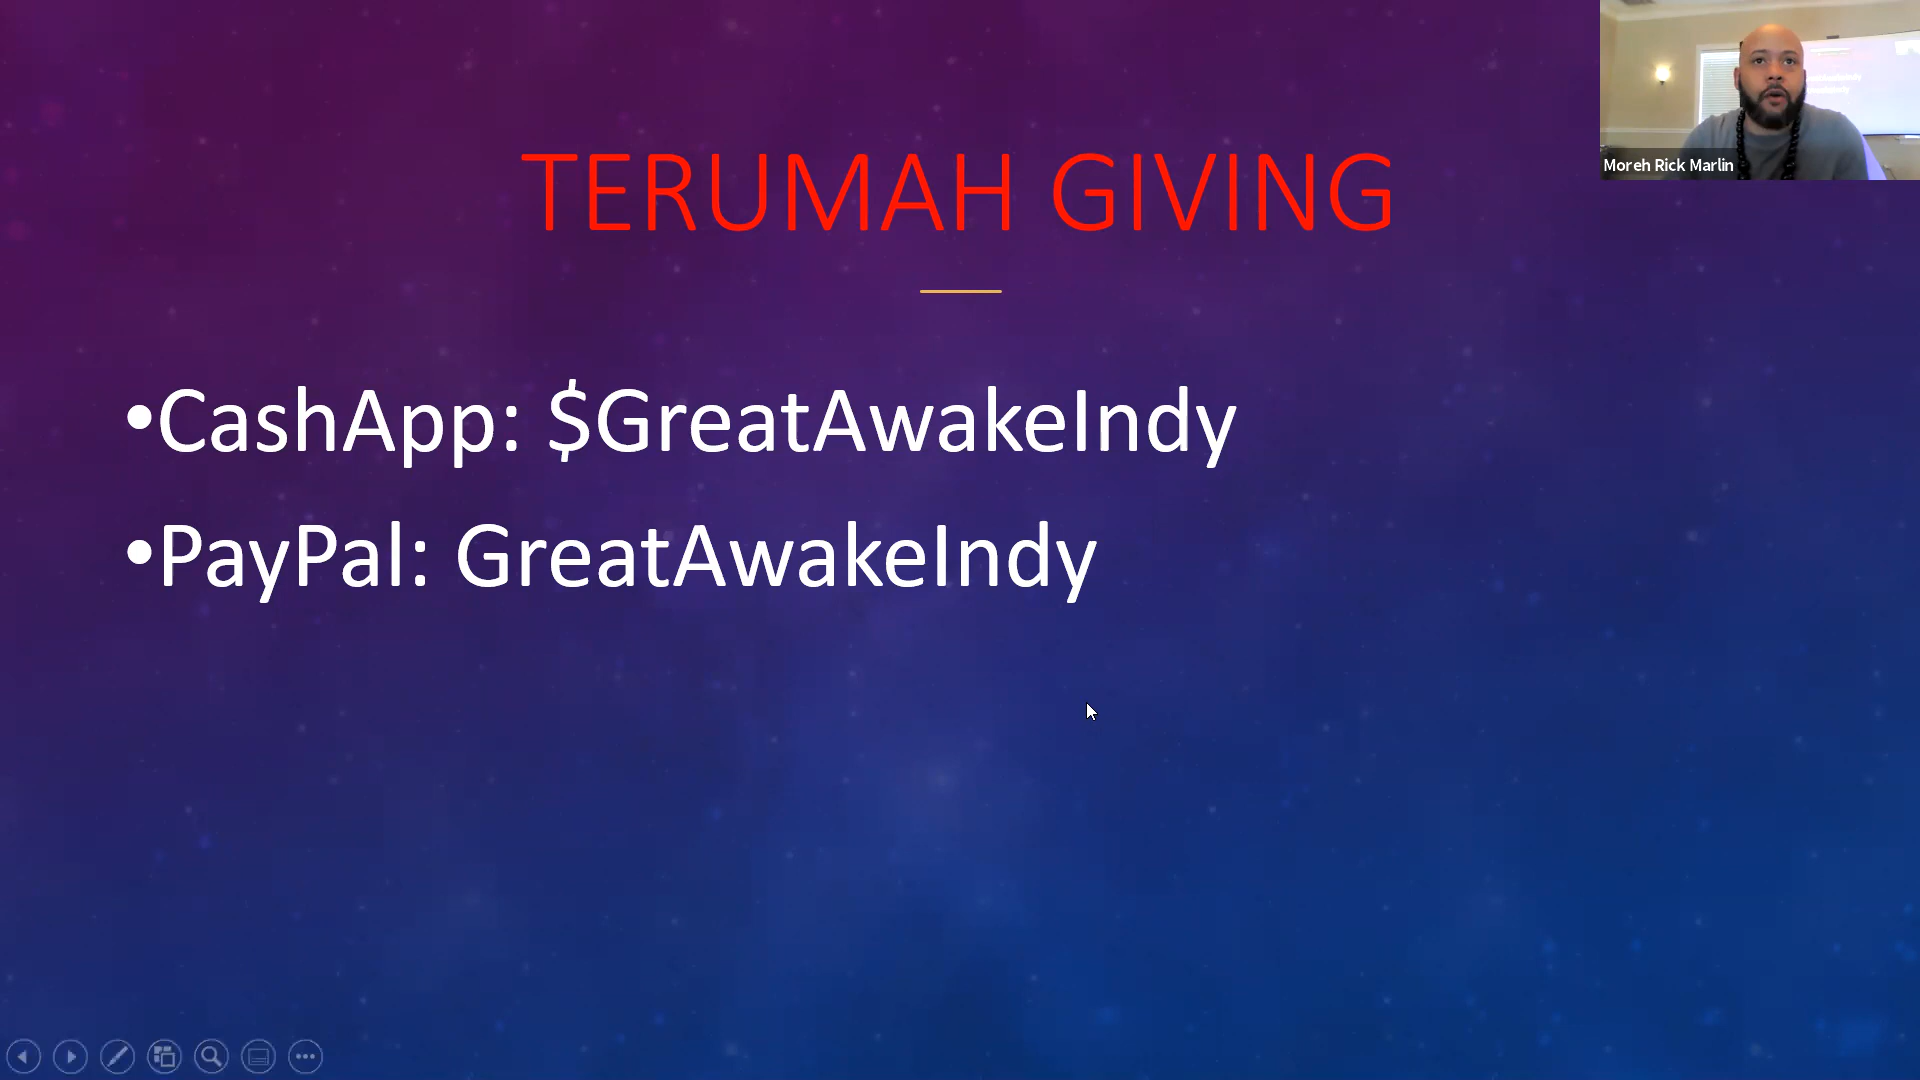 TERUMAH GIVING
Moreh Rick Marlin
•CashApp: $GreatAwakeIndy
•PayPal: GreatAwakeIndy